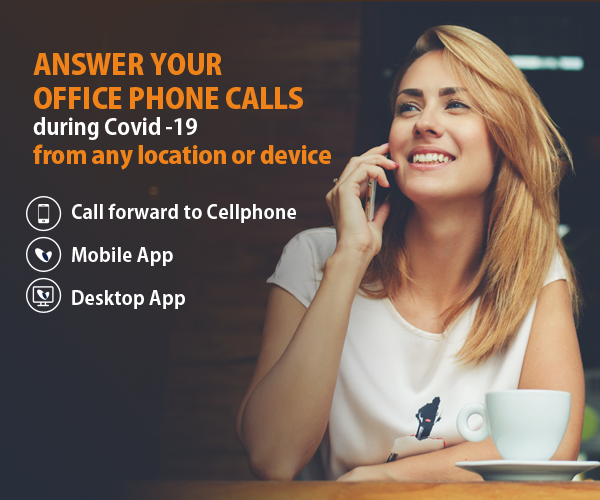 ANSWER YOUR
OFFICE PHONE CALLS
during Covid -19
from any location or device
Call forward to Cellphone
Mobile App
Desktop App